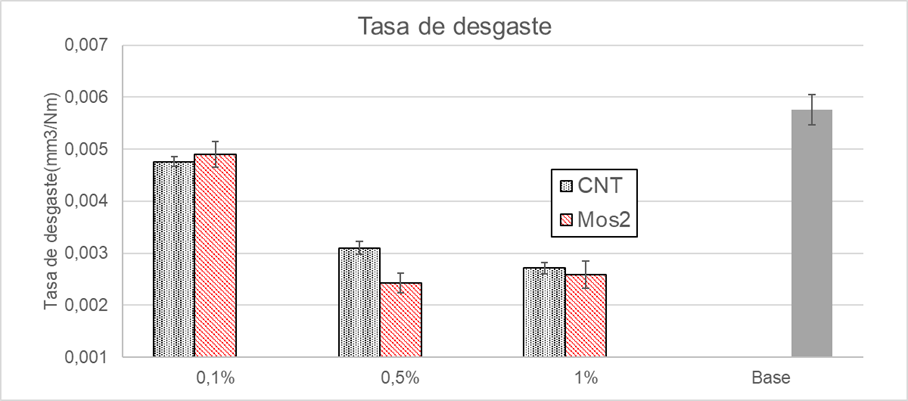 Tasa de desgaste
Tasa de desgaste(mm3/Nm)
0,007
0,006
0,005
0,004
0,003
0,002
0,001
CNT
Mos2
0,1%
0,5%
1%
Base